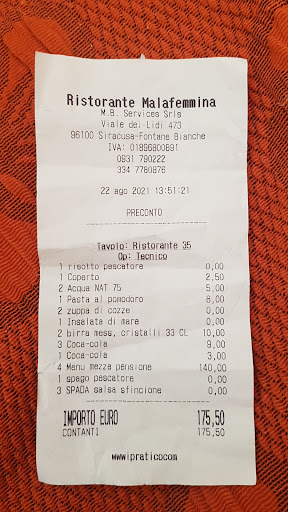 Ristorante Malafemmina
M.B. Services Srls
Viale dei Lidi 473
96100 Siracusa-Fontane Bianche
IVA: 01896800891
0931 790222
334 7760876
22 ago 2021 13:51:21
PRECONTO
Tavolo: Ristorante 35
Op: Tecnico
1 risotto pescatore 0,00
1 Coperto 2,50
2 Acqua NAT 75 5,00
1 Pasta al pomodoro 6,00
2 zuppa di cozze 0,00
1 Insalata di mare 0,00
2 birra mess. cristalli 33 CL 10,00
3 Coca-cola 9,00
1 Coca-cola 3,00
4 Menu mezza pensione 140,00
1 spago pescatore 0,00
3 SPADA salsa sfincione 0,00
IMPORTO EURO 175,50
CONTANTI 175,50
www.ipratico.com